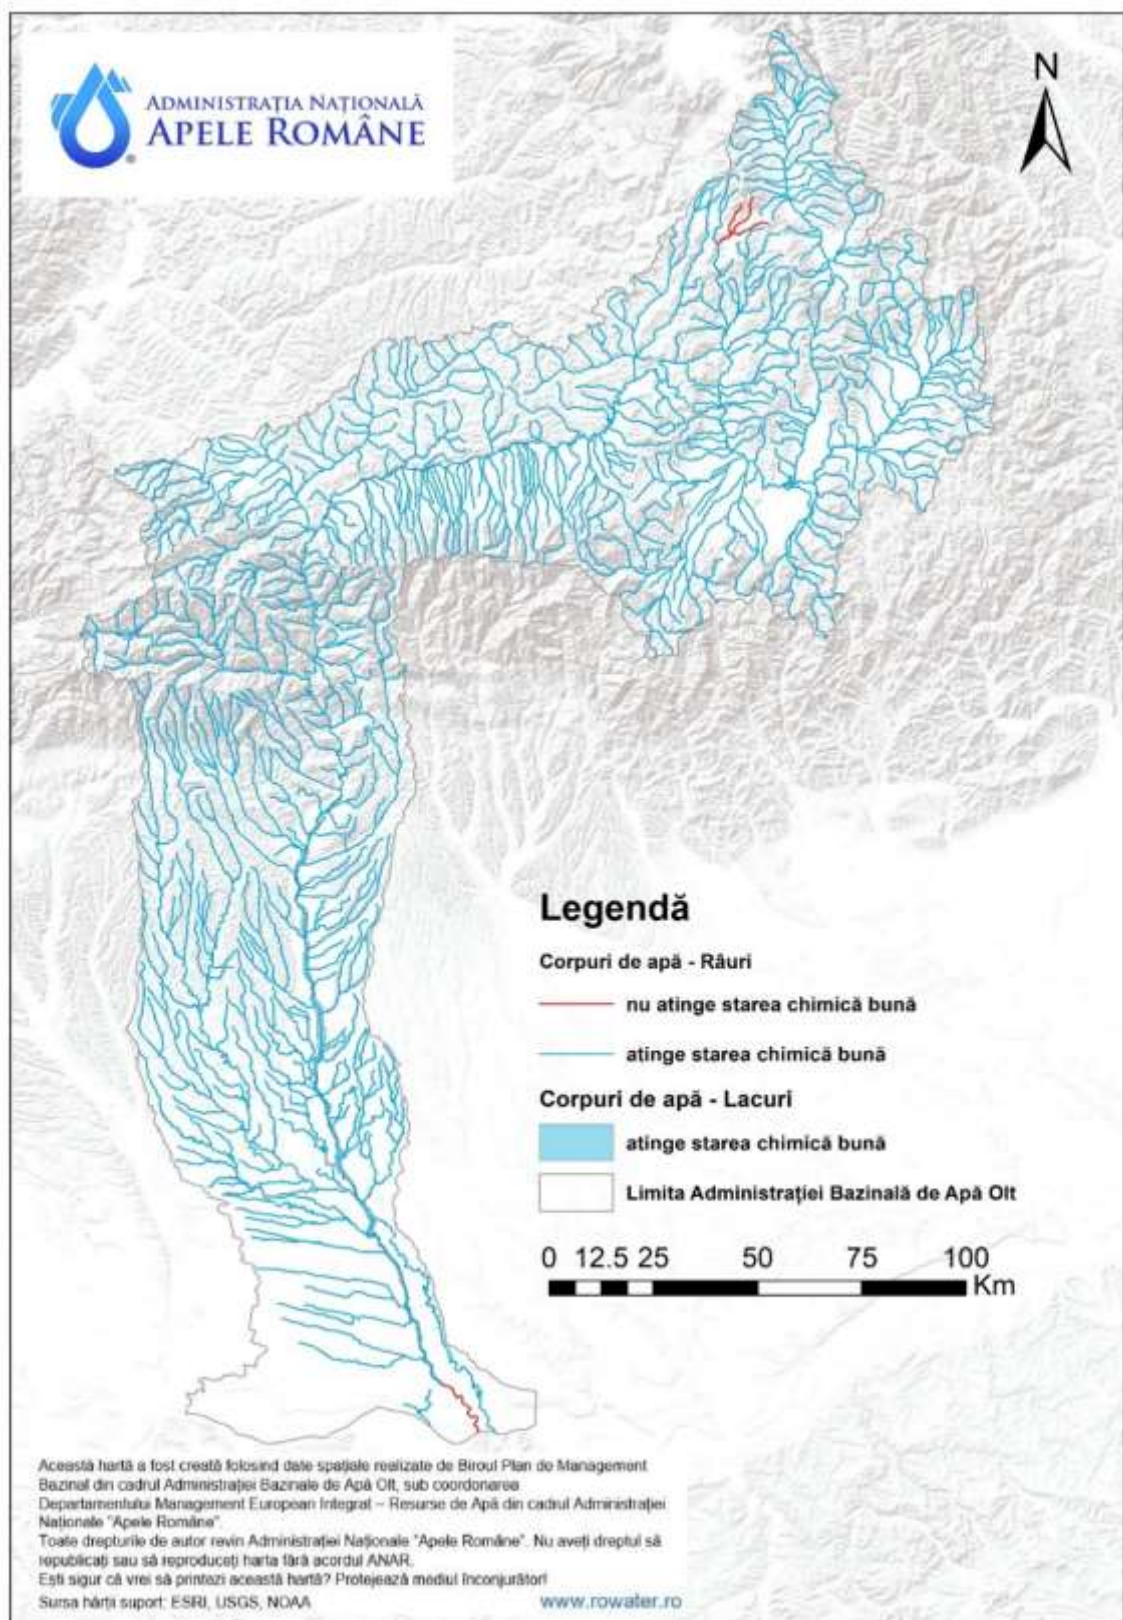 ADMINISTRAȚIA NAȚIONALĂ
APELE ROMÂNE
®
N
Legendă
Corpuri de apă - Râuri
nu atinge starea chimică bună
atinge starea chimică bună
Corpuri de apă - Lacuri
atinge starea chimică bună
Limita Administrației Bazinală de Apă Olt
0 12.5 25 50 75 100
Km
Această hartă a fost creată folosind date spațiale realizate de Biroul Plan de Management
Bazinal din cadrul Administrației Bazinale de Apă Olt, sub coordonarea
Departamentului Management European Integrat – Resurse de Apă din cadrul Administrației
Naționale "Apele Române".
Toate drepturile de autor revin Administrației Naționale "Apele Române". Nu aveți dreptul să
republicați sau să reproduceți harta fără acordul ANAR.
Ești sigur că vrei să printezi această hartă? Protejează mediul înconjurător!
Sursa hărții suport: ESRI, USGS, NOAA
www.rowater.ro